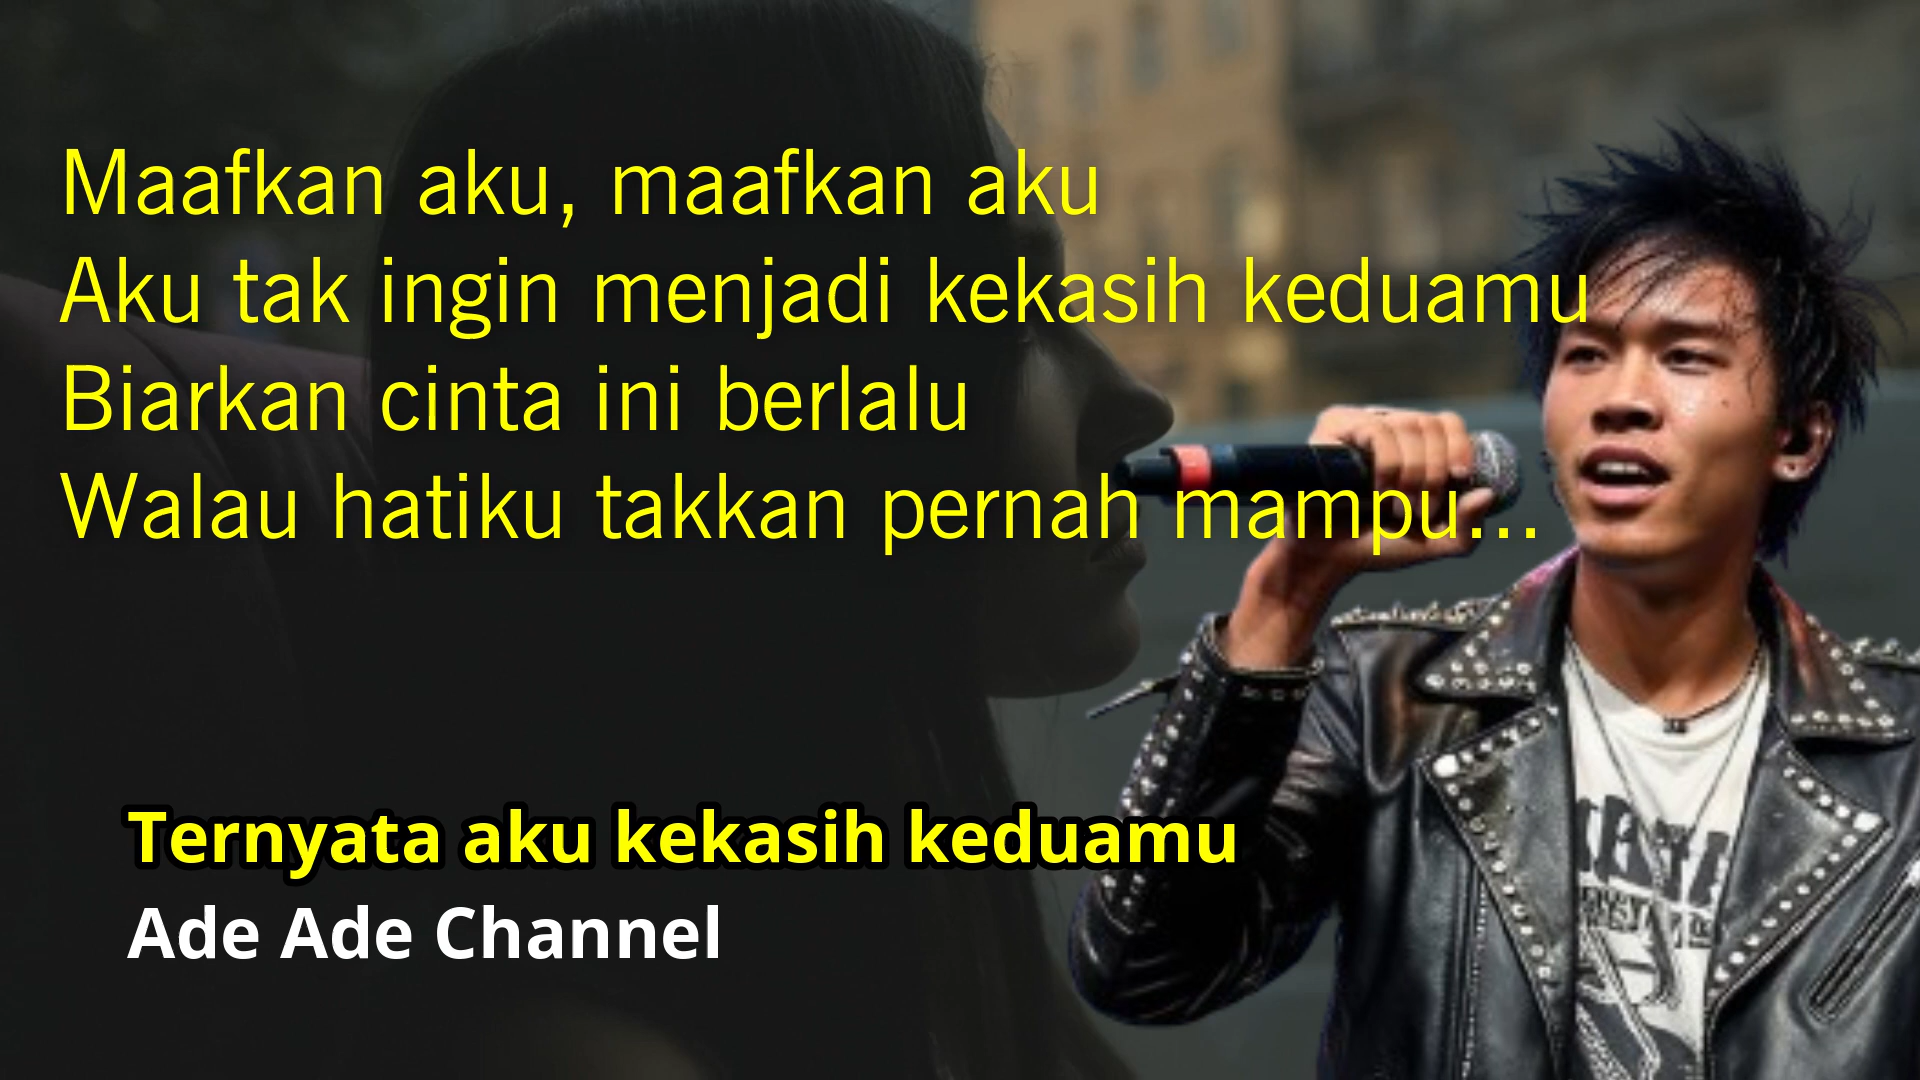 Maafkan aku, maafkan aku
Aku tak ingin menjadi kekasih keduamu
Biarkan cinta ini berlalu
Walau hatiku takkan pernah mampu...
Ternyata aku kekasih keduamu
Ade Ade Channel